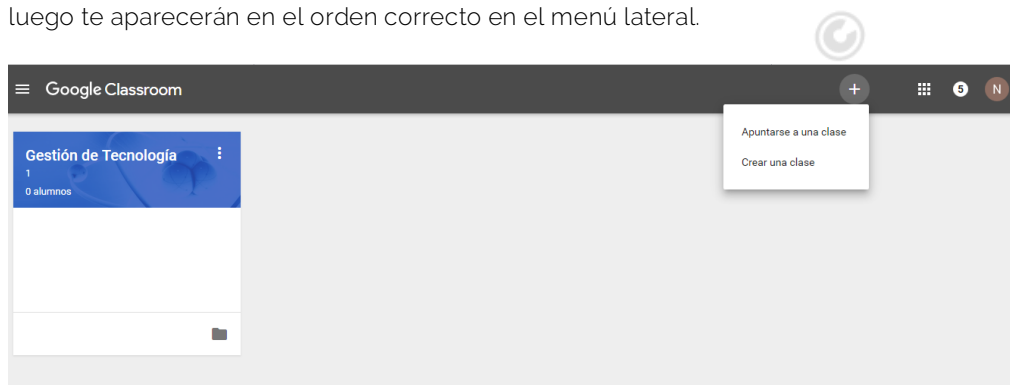 luego te aparecerán en el orden correcto en el menú lateral.
Google Classroom
5
N
Apuntarse a una clase
Crear una clase
Gestión de Tecnología
1
0 alumnos